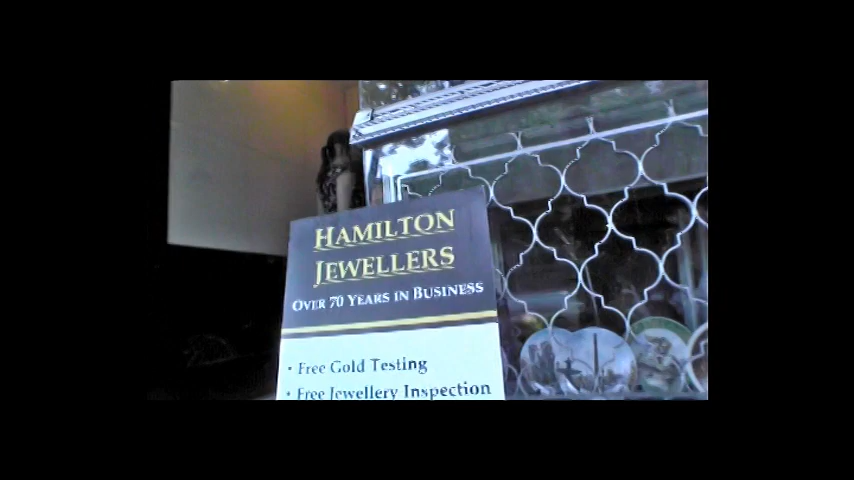 HAMILTON
JEWELLERS
OVER 70 YEARS IN BUSINESS
• Free Gold Testing
• Free Jewellery Inspection